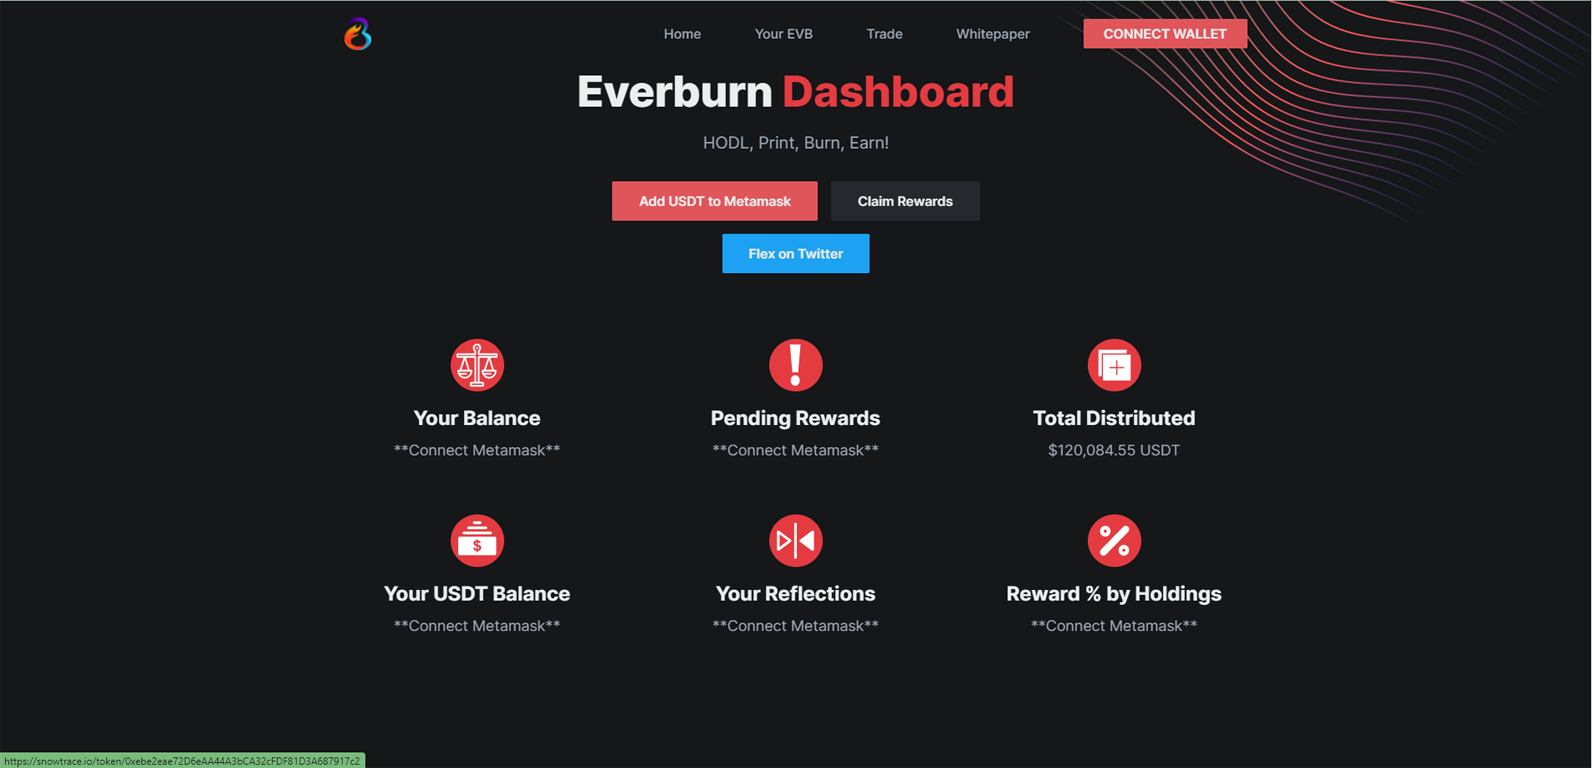 Home Your EVB Trade Whitepaper CONNECT WALLET
Everburn Dashboard
HODL, Print, Burn, Earn!
Add USDT to Metamask Claim Rewards
Flex on Twitter
Your Balance Pending Rewards Total Distributed
**Connect Metamask** **Connect Metamask** $120,084.55 USDT
$
Your USDT Balance Your Reflections Reward % by Holdings
**Connect Metamask** **Connect Metamask** **Connect Metamask**
https://snowtrace.io/token/0xebe2eae72D6eAA44A3bCA32cFDF81D3A687917c2